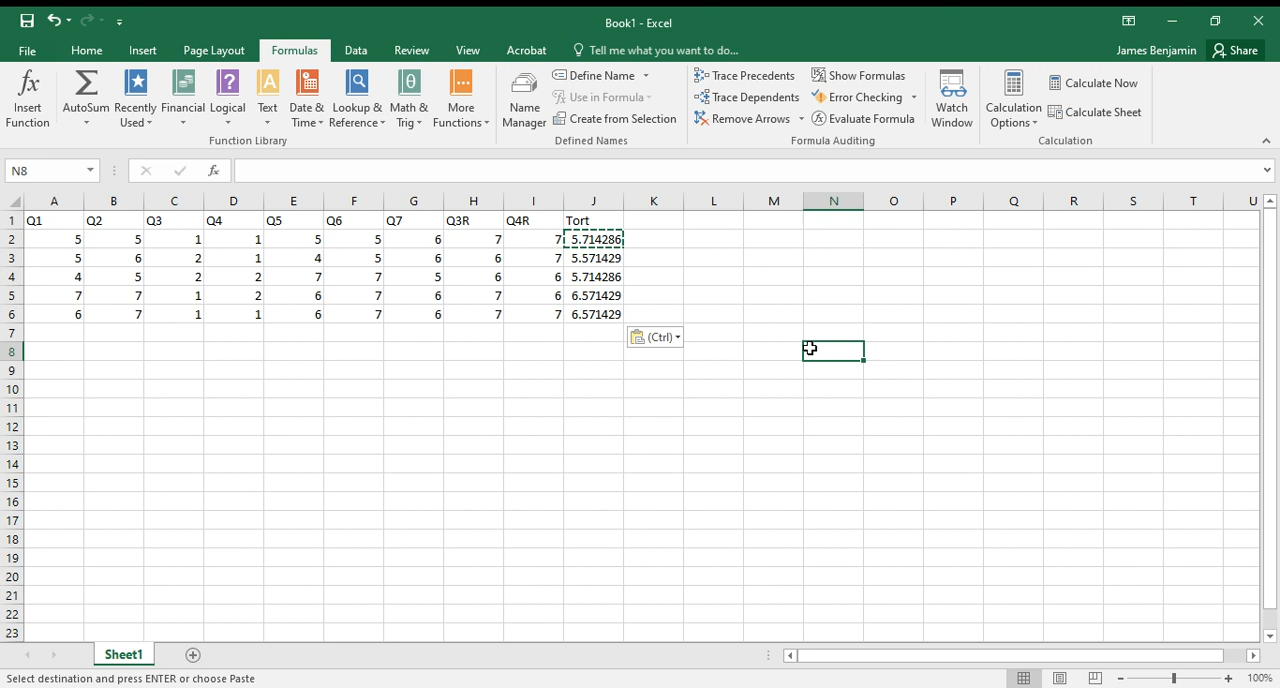 Book1 - Excel
File Home Insert Page Layout Formulas Data Review View Acrobat Tell me what you want to do... James Benjamin Share
fx Σ ? A θ
Insert Function
AutoSum
Recently Used
Financial
Logical
Text
Date & Time
Lookup & Reference
Math & Trig
More Functions
Function Library
Name Manager
Define Name
Use in Formula
Create from Selection
Defined Names
Trace Precedents
Trace Dependents
Remove Arrows
Show Formulas
Error Checking
Evaluate Formula
Watch Window
Formula Auditing
Calculation Options
Calculate Now
Calculate Sheet
Calculation
N8 fx
A B C D E F G H I J K L M N O P Q R S T U
1 Q1 Q2 Q3 Q4 Q5 Q6 Q7 Q3R Q4R Tort
2 5 5 1 1 5 5 6 7 7 5.714286
3 5 6 2 1 4 5 6 6 7 5.571429
4 4 5 2 2 7 7 5 6 6 5.714286
5 7 7 1 2 6 7 6 7 6 6.571429
6 6 7 1 1 6 7 6 7 7 6.571429
7 (Ctrl)
8
9
10
11
12
13
14
15
16
17
18
19
20
21
22
23
Sheet1
Select destination and press ENTER or choose Paste 100%